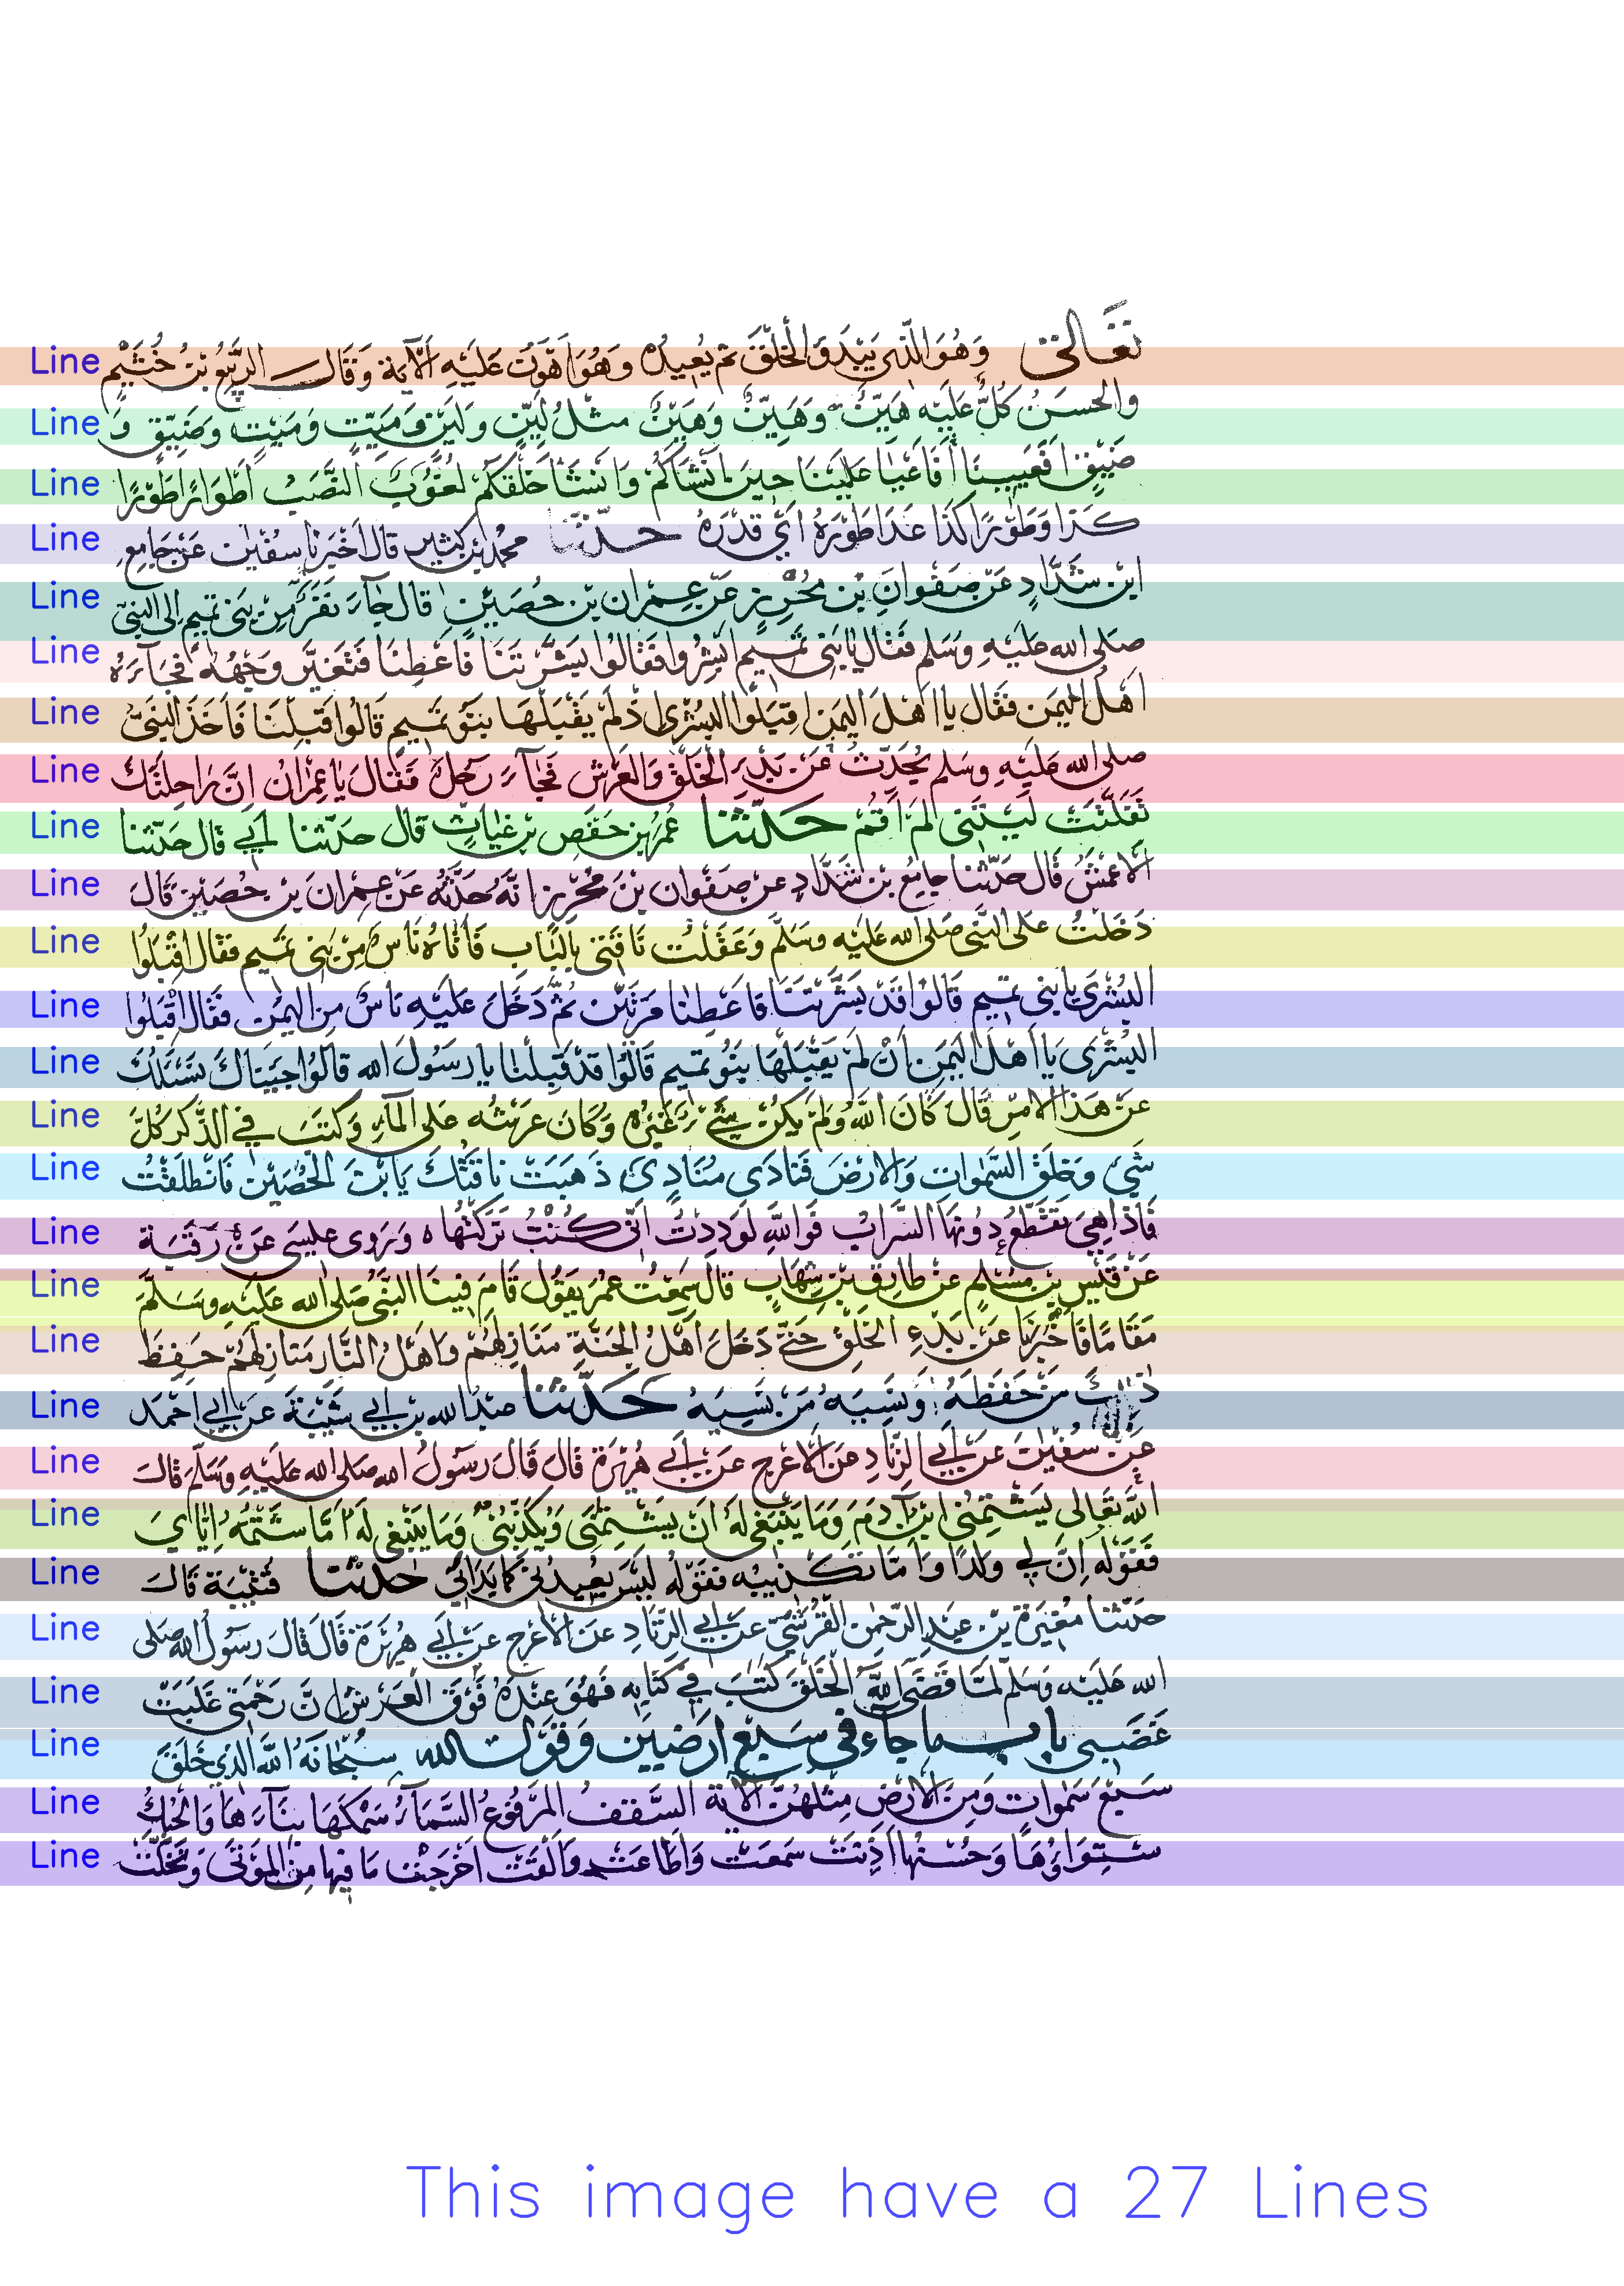 Line تعالى وهو الذي يبدؤ الخلق ثم يعيده وهو اهون عليه الآية وقال الربيع بن خثيم
Line والحسن كل عليه هين وهين وهين مثل لين ولين وميت وميت وضيق و
Line ضيق افعيينا افاعيا علينا حين انشاكم وانشا خلقكم لغوب النصب اطوارا طورا
Line كذا وطورا كذا عدا طوره اي قدره حدثنا محمد بن كثير قال اخبرنا سفين عن جامع
Line ابن شداد عن صفوان بن محرز عن عمران بن حصين قال جاء نفر من بني تميم الى النبي
Line صلى الله عليه وسلم فقال يا بني تميم ابشروا فقالوا بشرتنا فاعطنا فتغير وجهه فجاءه
Line اهل اليمن فقال يا اهل اليمن اقبلوا البشرى اذ لم يقبلها بنو تميم قالوا قبلنا فاخذ النبي
Line صلى الله عليه وسلم يحدث عن بدء الخلق والعرش فجاء رجل فقال يا عمران ان راحلتك
Line تفلتت ليتني لم اقم حدثنا عمر بن حفص بن غياث قال حدثنا ابي قال حدثنا
Line الاعمش قال حدثنا جامع بن شداد عن صفوان بن محرز انه حدثه عن عمران بن حصين قال
Line دخلت على النبي صلى الله عليه وسلم وعقلت ناقتي بالباب فاتاه ناس من بني تميم فقال اقبلوا
Line البشرى يا بني تميم قالوا قد بشرتنا فاعطنا مرتين ثم دخل عليه ناس من اليمن فقال اقبلوا
Line البشرى يا اهل اليمن ان لم يقبلها بنو تميم قالوا قد قبلنا يا رسول الله قالوا جيناك نسئلك
Line عن هذا الامر قال كان الله ولم يكن شيء غيره وكان عرشه على الماء وكتب في الذكر كل
Line شيء وخلق السموات والارض فنادى مناد ذهبت ناقتك يا بن الحصين فانطلقت
Line فاذا هي تقطع دونها السراب فوالله لوددت اني كنت تركتها ه وروى عيسى عن رقبة
Line عن قيس بن مسلم عن طارق بن شهاب قال سمعت عمر يقول قام فينا النبي صلى الله عليه وسلم
Line مقاما فاخبرنا عن بدء الخلق حتى دخل اهل الجنة منازلهم واهل النار منازلهم حفظ
Line ذلك من حفظه ونسيه من نسيه حدثنا عبد الله بن ابي شيبة عن ابي احمد
Line عن سفين عن ابي الزناد عن الاعرج عن ابي هريرة قال قال رسول الله صلى الله عليه وسلم قال
Line الله تعالى يشتمني ابن آدم وما ينبغي له ان يشتمني ويكذبني وما ينبغي له اما شتمه اياي
Line فقوله ان لي ولدا واما تكذيبه فقوله ليس يعيدني كما بداني حدثنا قتيبة قال
Line حدثنا مغيرة بن عبد الرحمن القرشي عن ابي الزناد عن الاعرج عن ابي هريرة قال قال رسول الله صلى
Line الله عليه وسلم لما قضى الله الخلق كتب في كتابه فهو عنده فوق العرش ان رحمتي غلبت
Line غضبي باب ما جاء في سبع ارضين وقول الله سبحانه الله الذي خلق
Line سبع سموات ومن الارض مثلهن الآية السقف المرفوع السماء سمكها بناءها والحبك
Line ستواؤها وحسنها اذنت سمعت واطاعت والقت اخرجت ما فيها من الموتى وتخلت
This image have a 27 Lines